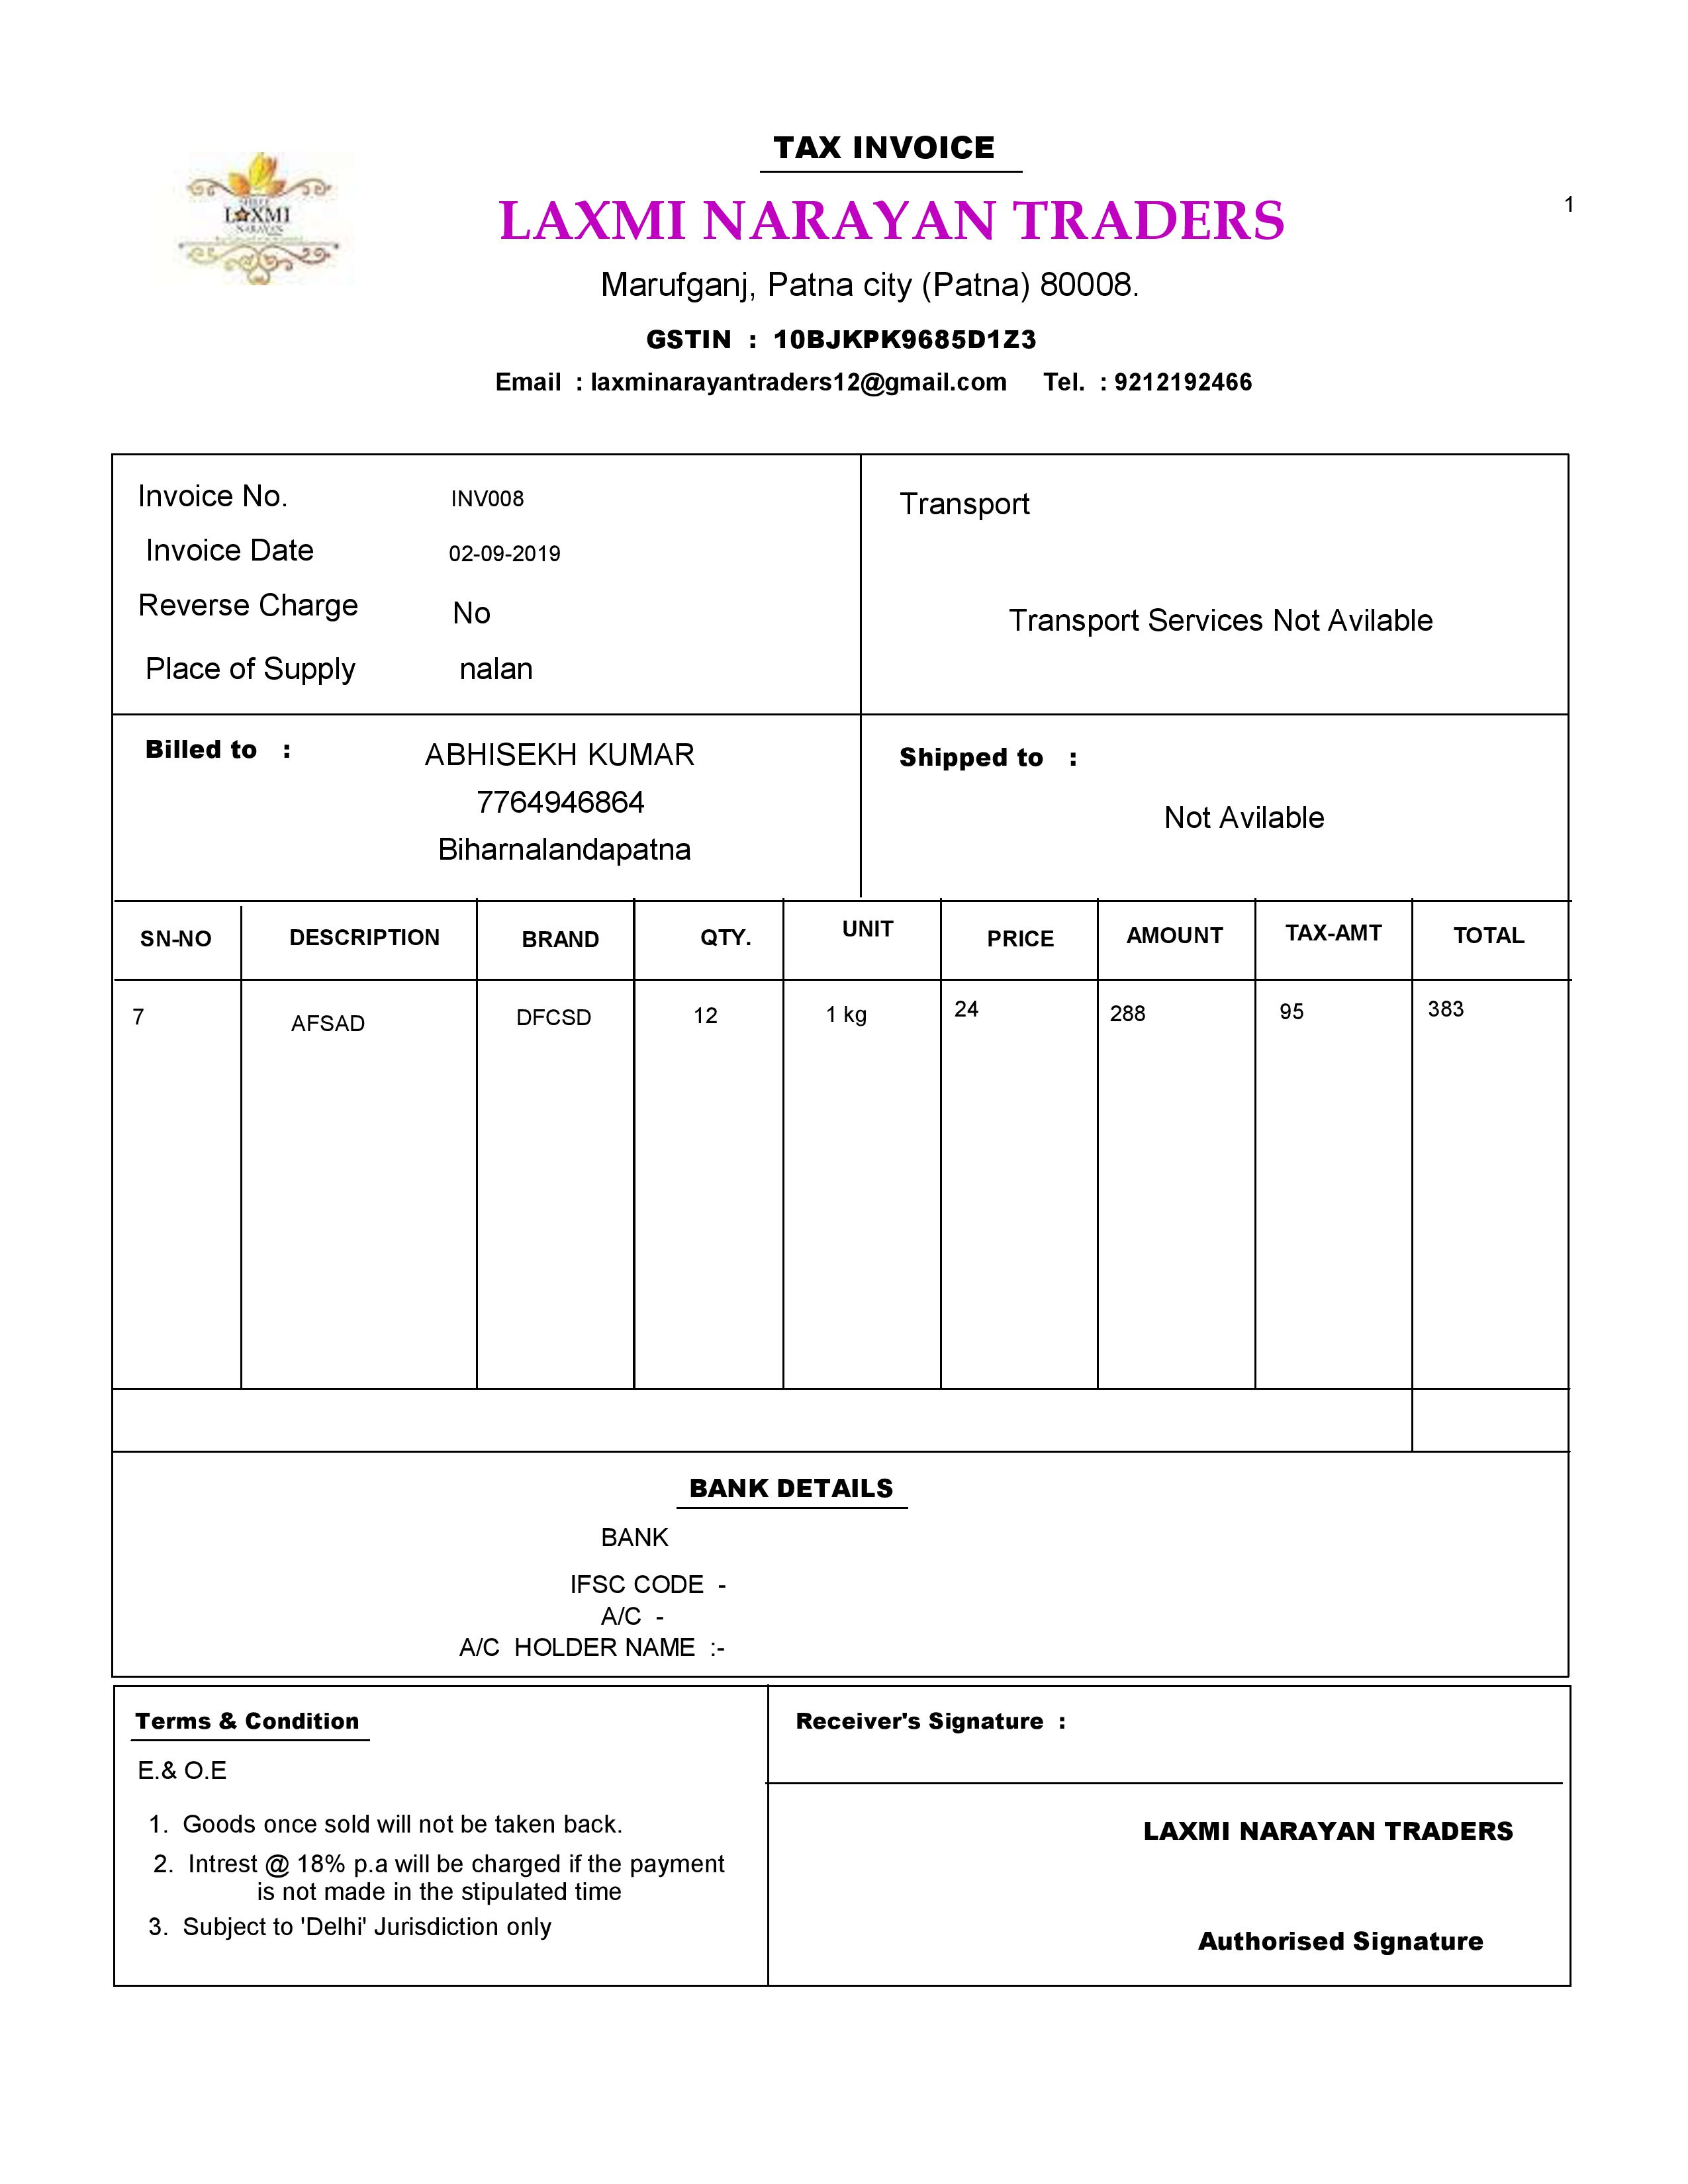 TAX INVOICE
LAXMI
NARAYAN
LAXMI NARAYAN TRADERS
1
Marufganj, Patna city (Patna) 80008.
GSTIN : 10BJKPK9685D1Z3
Email : laxminarayantraders12@gmail.com Tel. : 9212192466
Invoice No. INV008
Invoice Date 02-09-2019
Reverse Charge No
Place of Supply nalan
Transport
Transport Services Not Avilable
Billed to : ABHISEKH KUMAR
7764946864
Biharnalandapatna
Shipped to :
Not Avilable
SN-NO DESCRIPTION BRAND QTY. UNIT PRICE AMOUNT TAX-AMT TOTAL
7 AFSAD DFCSD 12 1 kg 24 288 95 383
BANK DETAILS
BANK
IFSC CODE -
A/C -
A/C HOLDER NAME :-
Terms & Condition
E.& O.E
1. Goods once sold will not be taken back.
2. Intrest @ 18% p.a will be charged if the payment
is not made in the stipulated time
3. Subject to 'Delhi' Jurisdiction only
Receiver's Signature :
LAXMI NARAYAN TRADERS
Authorised Signature